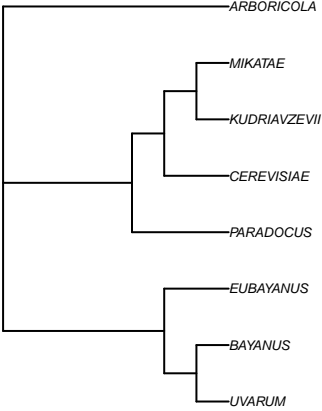 ARBORICOLA
MIKATAE
KUDRIAVZEVII
CEREVISIAE
PARADOCUS
EUBAYANUS
BAYANUS
UVARUM